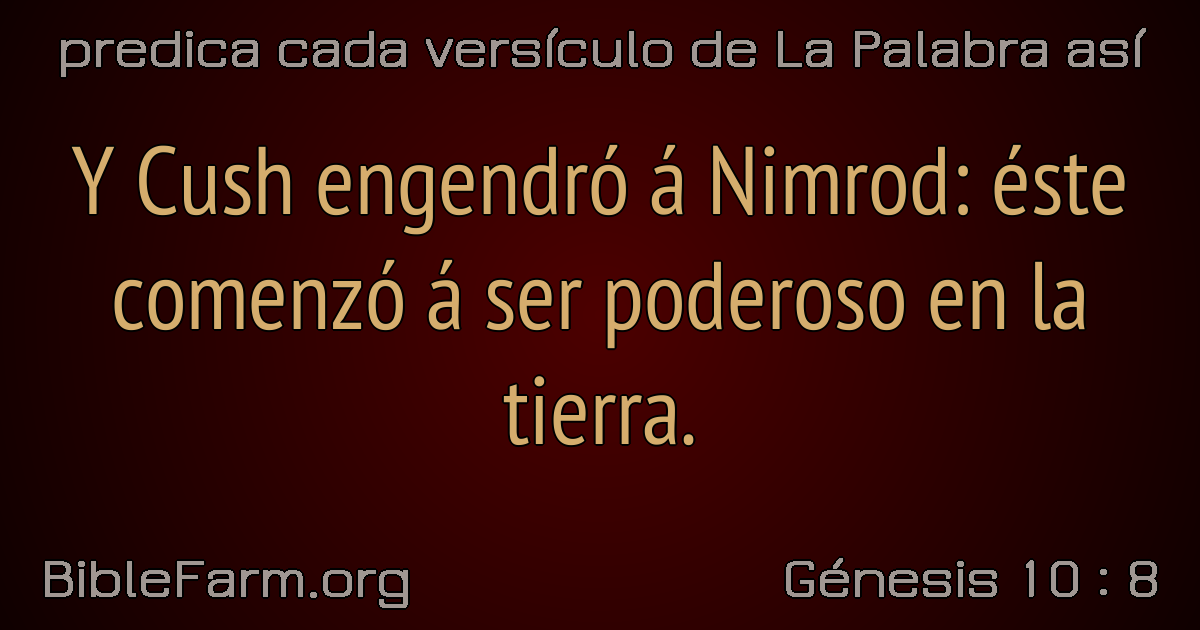 predica cada versículo de La Palabra así
Y Cush engendró á Nimrod: éste
comenzó á ser poderoso en la
tierra.
BibleFarm.org
Génesis 10 : 8